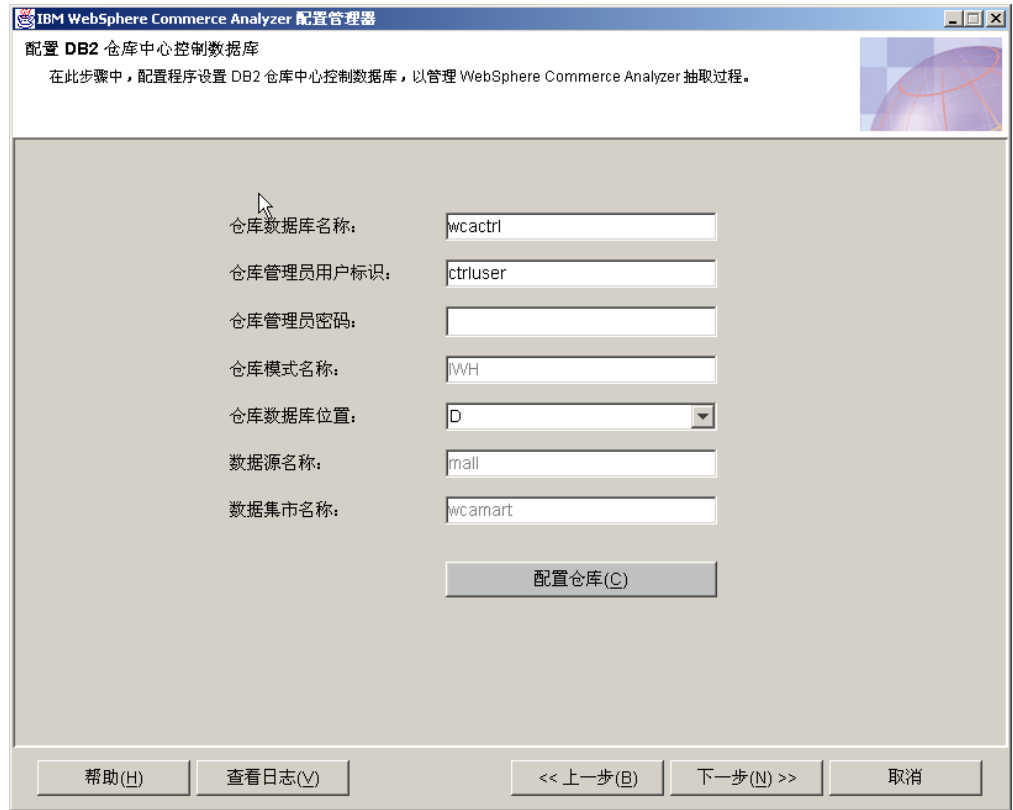 IBM WebSphere Commerce Analyzer 配置管理器
配置 DB2 仓库中心控制数据库
在此步骤中，配置程序设置 DB2 仓库中心控制数据库，以管理 WebSphere Commerce Analyzer 抽取过程。
仓库数据库名称： wcactrl
仓库管理员用户标识： ctrluser
仓库管理员密码：
仓库模式名称： IWH
仓库数据库位置： D
数据源名称： mall
数据集市名称： wcamart
配置仓库(C)
帮助(H) 查看日志(V) << 上一步(B) 下一步(N) >> 取消